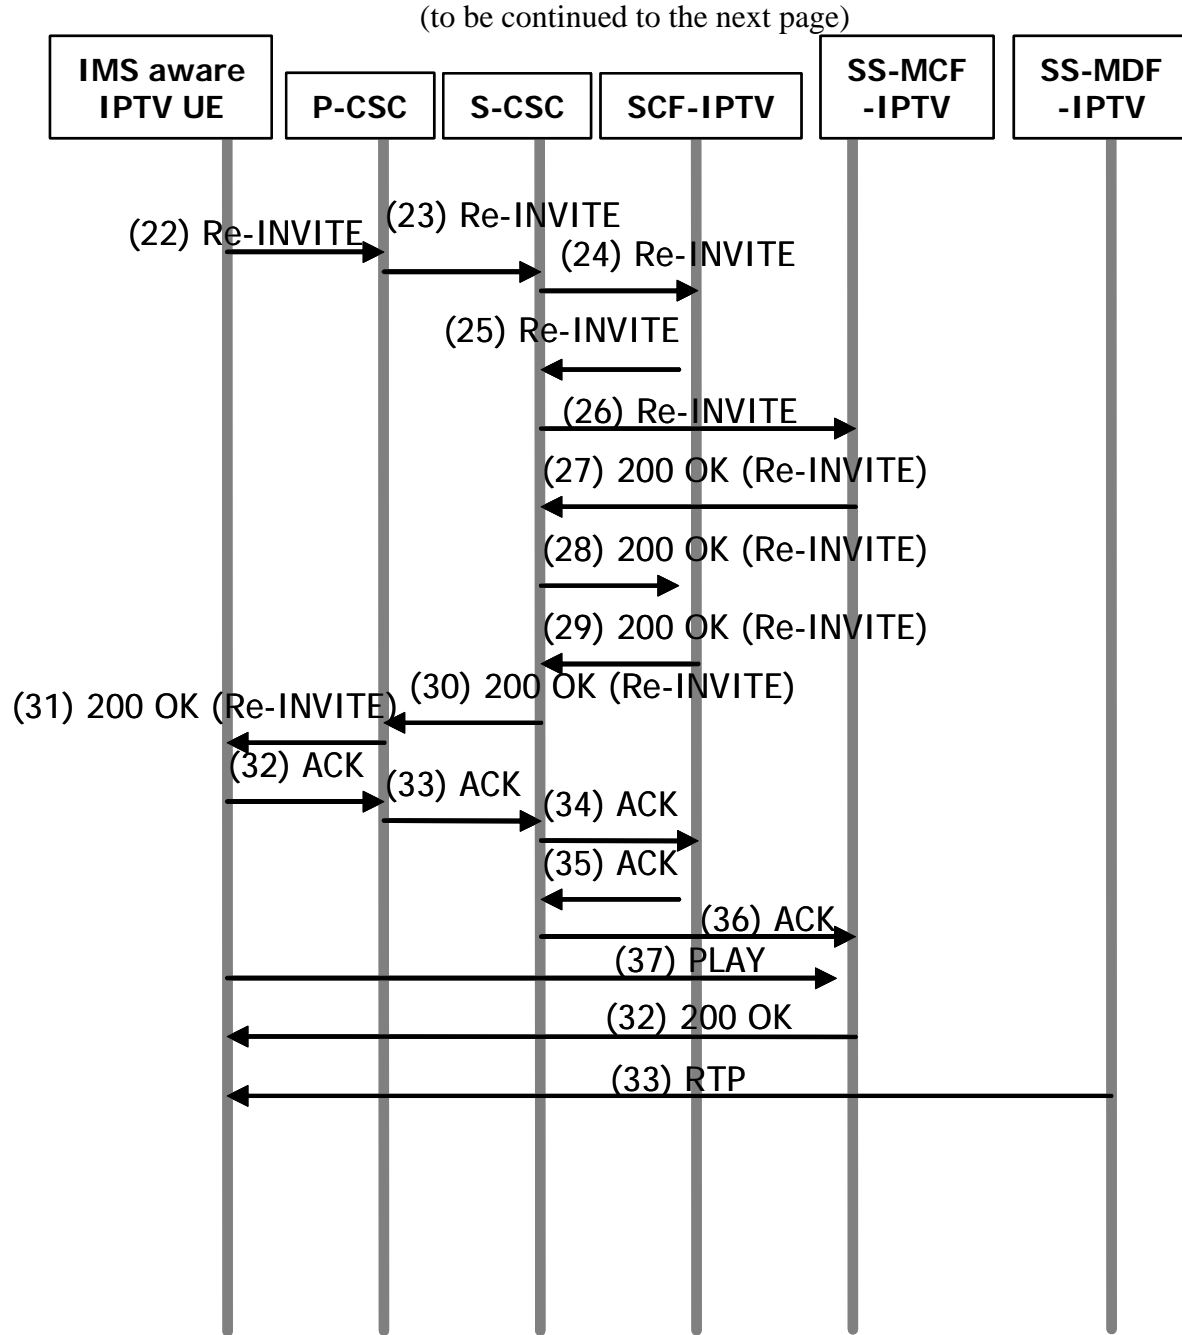 (to be continued to the next page)
IMS aware
IPTV UE
P-CSC
S-CSC
SCF-IPTV
SS-MCF
-IPTV
SS-MDF
-IPTV
(22) Re-INVITE
(23) Re-INVITE
(24) Re-INVITE
(25) Re-INVITE
(26) Re-INVITE
(27) 200 OK (Re-INVITE)
(28) 200 OK (Re-INVITE)
(29) 200 OK (Re-INVITE)
(30) 200 OK (Re-INVITE)
(31) 200 OK (Re-INVITE)
(32) ACK
(33) ACK
(34) ACK
(35) ACK
(36) ACK
(37) PLAY
(32) 200 OK
(33) RTP